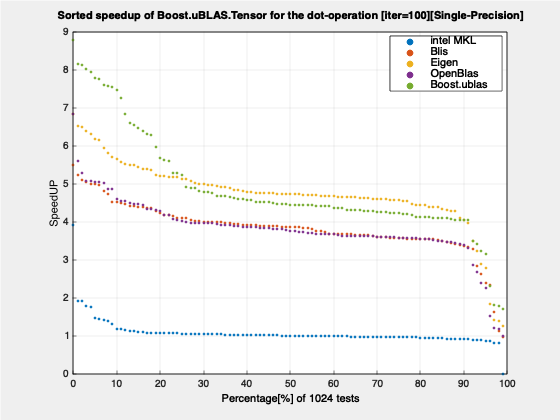 Sorted speedup of Boost.uBLAS.Tensor for the dot-operation [iter=100][Single-Precision]
9
8
7
6
5
4
3
2
1
0
SpeedUP
intel MKL
Blis
Eigen
OpenBlas
Boost.ublas
0 10 20 30 40 50 60 70 80 90 100
Percentage[%] of 1024 tests